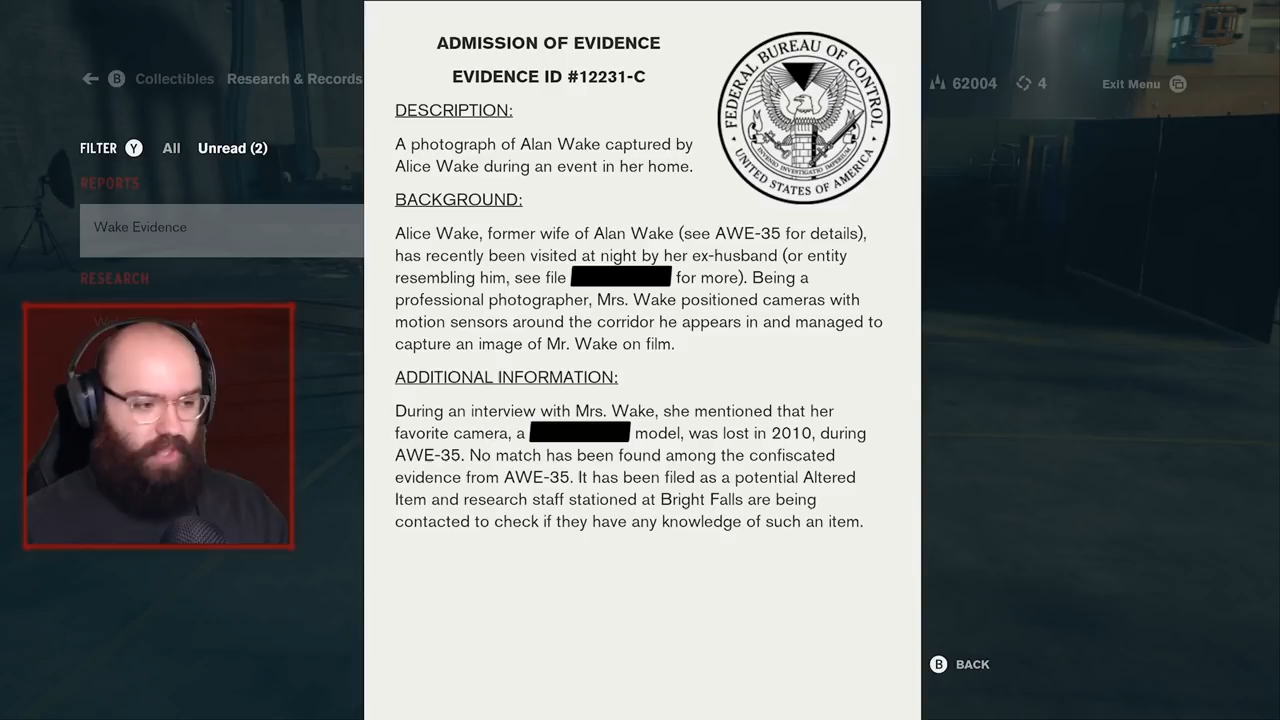 ADMISSION OF EVIDENCE
EVIDENCE ID #12231-C
FEDERAL BUREAU OF CONTROL
UNITED STATES OF AMERICA
B Collectibles Research & Records
62004 4 Exit Menu
FILTER Y All Unread (2)
REPORTS
Wake Evidence
RESEARCH
DESCRIPTION:
A photograph of Alan Wake captured by
Alice Wake during an event in her home.
BACKGROUND:
Alice Wake, former wife of Alan Wake (see AWE-35 for details),
has recently been visited at night by her ex-husband (or entity
resembling him, see file for more). Being a
professional photographer, Mrs. Wake positioned cameras with
motion sensors around the corridor he appears in and managed to
capture an image of Mr. Wake on film.
ADDITIONAL INFORMATION:
During an interview with Mrs. Wake, she mentioned that her
favorite camera, a model, was lost in 2010, during
AWE-35. No match has been found among the confiscated
evidence from AWE-35. It has been filed as a potential Altered
Item and research staff stationed at Bright Falls are being
contacted to check if they have any knowledge of such an item.
B BACK